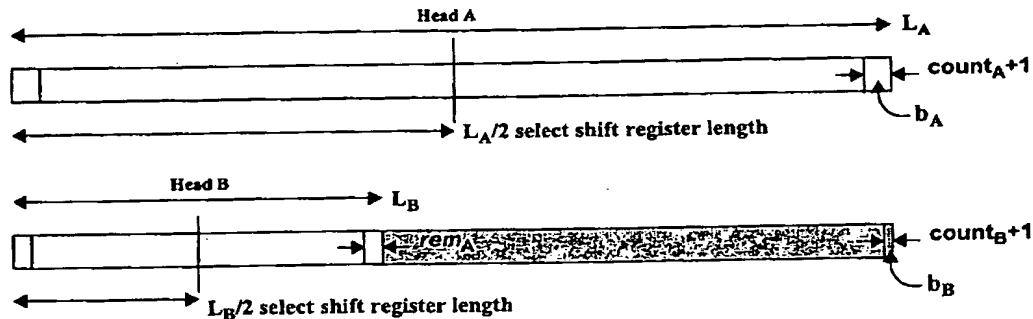 Head A
L_A
count_A+1
b_A
L_A/2 select shift register length
Head B
L_B
rem_A
count_B+1
b_B
L_B/2 select shift register length